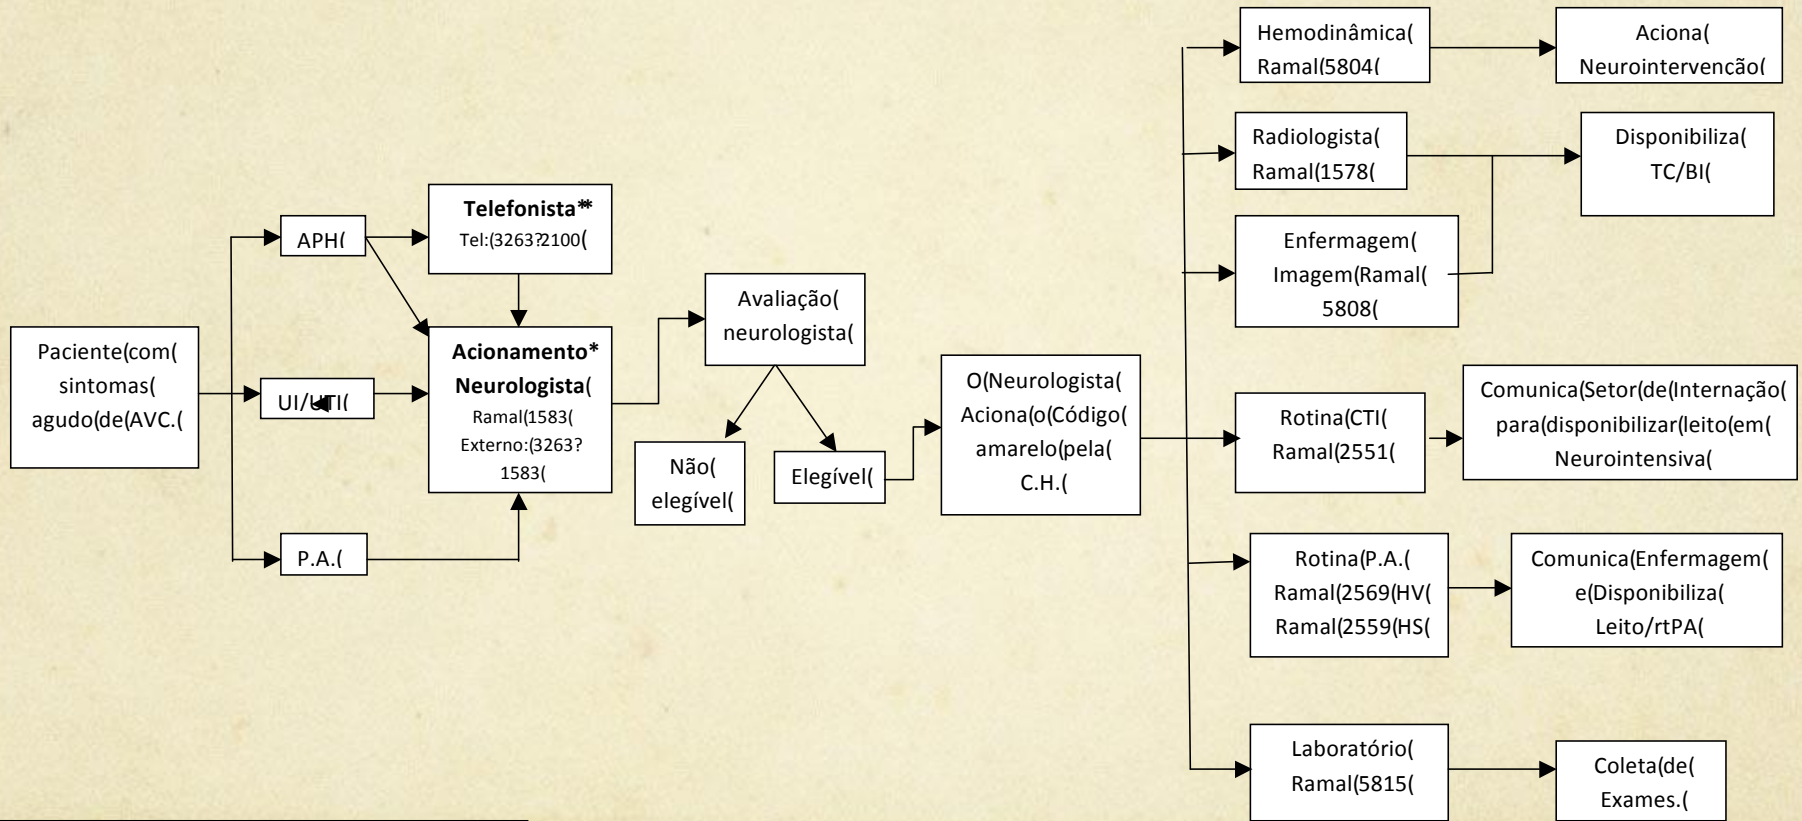 Paciente(com(
sintomas(
agudo(de(AVC.(
APH(
UI/UTI(
P.A.(
Telefonista**
Tel:(3263?2100(
Acionamento*
Neurologista(
Ramal(1583(
Externo:(3263?
1583(
Avaliação(
neurologista(
Não(
elegível(
Elegível(
O(Neurologista(
Aciona(o(Código(
amarelo(pela(
C.H.(
Hemodinâmica(
Ramal(5804(
Aciona(
Neurointervenção(
Radiologista(
Ramal(1578(
Disponibiliza(
TC/BI(
Enfermagem(
Imagem(Ramal(
5808(
Rotina(CTI(
Ramal(2551(
Comunica(Setor(de(Internação(
para(disponibilizar(leito(em(
Neurointensiva(
Rotina(P.A.(
Ramal(2569(HV(
Ramal(2559(HS(
Comunica(Enfermagem(
e(Disponibiliza(
Leito/rtPA(
Laboratório(
Ramal(5815(
Coleta(de(
Exames.(